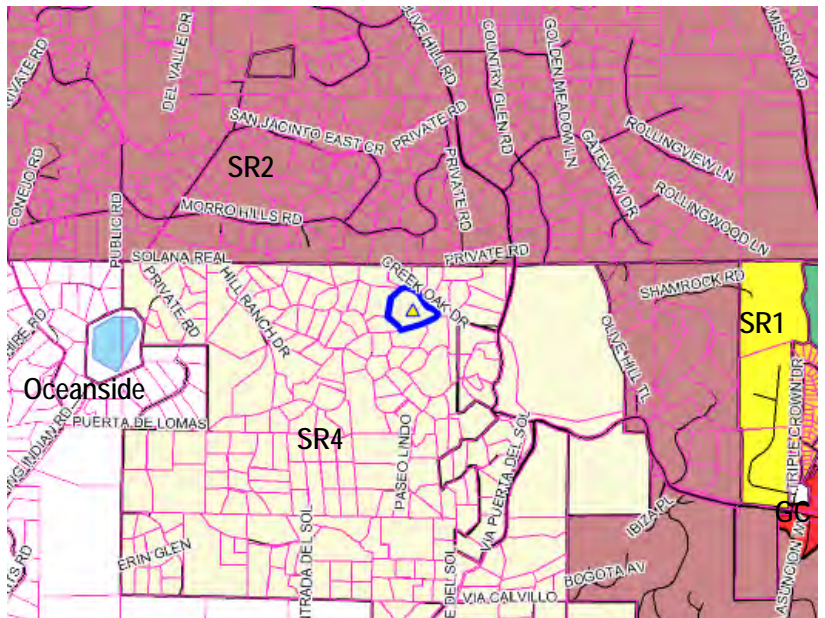 PRIVATE RD
DEL VALLE DR
OLIVE HILL RD
COUNTRY GLEN RD
GOLDEN MEADOW LN
MISSION RD
SAN JACINTO EAST CR
PRIVATE RD
GATEVIEW DR
ROLLINGVIEW LN
CONEJO RD
SR2
PRIVATE RD
MORRO HILLS RD
ROLLINGWOOD LN
PUBLIC RD
SOLANA REAL
PRIVATE RD
PRIVATE RD
HILL RANCH DR
CREEK OAK DR
SHAMROCK RD
SR1
OLIVE HILL TL
Oceanside
PUERTA DE LOMAS
TRIPLE CROWN DR
SR4
PASEO LINDO
VIA PUERTA DEL SOL
IBIZA PL
GC
ERIN GLEN
DEL SOL
BOGOTA AV
VIA CALVILLO